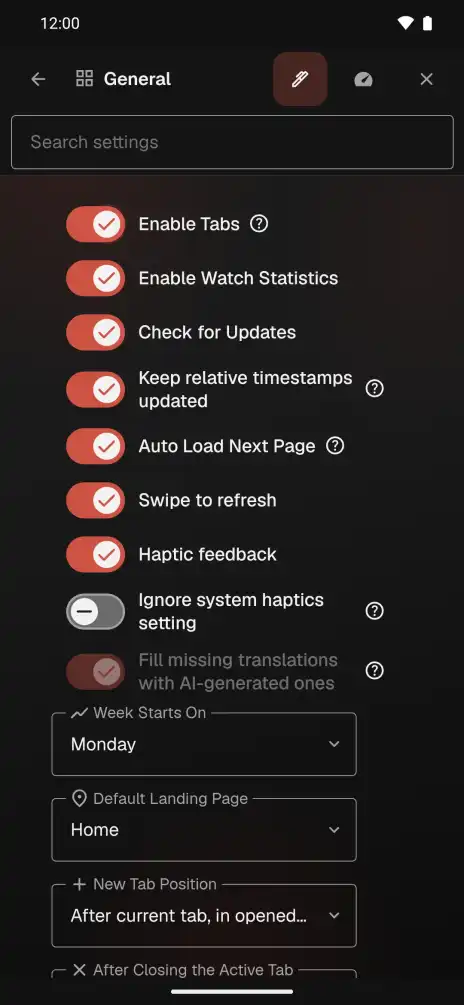 12:00
General
Search settings
Enable Tabs
Enable Watch Statistics
Check for Updates
Keep relative timestamps
updated
Auto Load Next Page
Swipe to refresh
Haptic feedback
Ignore system haptics
setting
Fill missing translations
with AI-generated ones
Week Starts On
Monday
Default Landing Page
Home
New Tab Position
After current tab, in opened...
After Closing the Active Tab